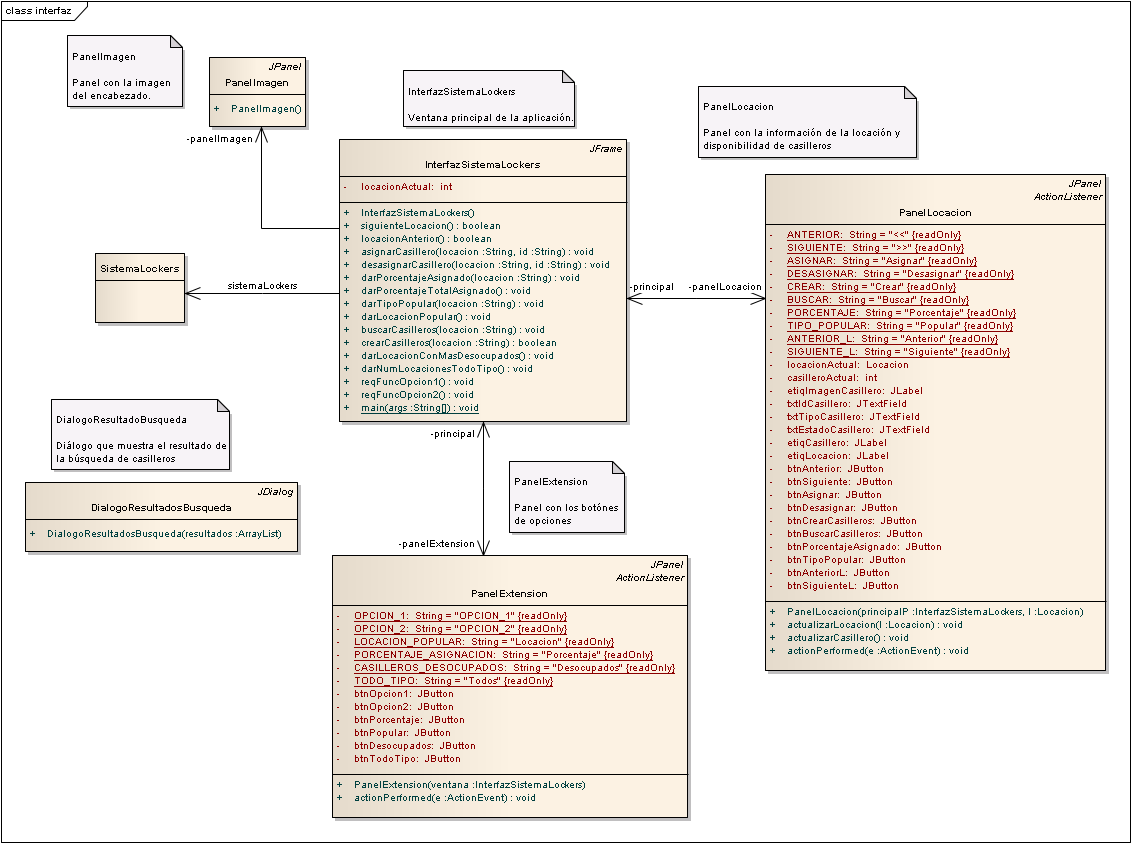 class interfaz
PanelImagen
Panel con la imagen
del encabezado.
JPanel
PanelImagen
+ PanelImagen()
-panelImagen
InterfazSistemaLockers
Ventana principal de la aplicación.
PanelLocacion
Panel con la información de la locación y
disponibilidad de casilleros
JFrame
InterfazSistemaLockers
- locacionActual: int
+ InterfazSistemaLockers()
+ siguienteLocacion() : boolean
+ locacionAnterior() : boolean
+ asignarCasillero(locacion :String, id :String) : void
+ desasignarCasillero(locacion :String, id :String) : void
+ darPorcentajeAsignado(locacion :String) : void
+ darPorcentajeTotalAsignado() : void
+ darTipoPopular(locacion :String) : void
+ darLocacionPopular() : void
+ buscarCasilleros(locacion :String) : void
+ crearCasilleros(locacion :String) : boolean
+ darLocacionConMasDesocupados() : void
+ darNumLocacionesTodoTipo() : void
+ reqFuncOpcion1() : void
+ reqFuncOpcion2() : void
+ main(args :String[]) : void
SistemaLockers
sistemaLockers
-principal
-panelLocacion
JPanel
ActionListener
PanelLocacion
- ANTERIOR: String = "<<" {readOnly}
- SIGUIENTE: String = ">>" {readOnly}
- ASIGNAR: String = "Asignar" {readOnly}
- DESASIGNAR: String = "Desasignar" {readOnly}
- CREAR: String = "Crear" {readOnly}
- BUSCAR: String = "Buscar" {readOnly}
- PORCENTAJE: String = "Porcentaje" {readOnly}
- TIPO_POPULAR: String = "Popular" {readOnly}
- ANTERIOR_L: String = "Anterior" {readOnly}
- SIGUIENTE_L: String = "Siguiente" {readOnly}
- locacionActual: Locacion
- casilleroActual: int
- etiqImagenCasillero: JLabel
- txtIdCasillero: JTextField
- txtTipoCasillero: JTextField
- txtEstadoCasillero: JTextField
- etiqCasillero: JLabel
- etiqLocacion: JLabel
- btnAnterior: JButton
- btnSiguiente: JButton
- btnAsignar: JButton
- btnDesasignar: JButton
- btnCrearCasilleros: JButton
- btnBuscarCasilleros: JButton
- btnPorcentajeAsignado: JButton
- btnTipoPopular: JButton
- btnAnteriorL: JButton
- btnSiguienteL: JButton
+ PanelLocacion(principalP :InterfazSistemaLockers, l :Locacion)
+ actualizarLocacion(l :Locacion) : void
+ actualizarCasillero() : void
+ actionPerformed(e :ActionEvent) : void
DialogoResultadoBusqueda
Diálogo que muestra el resultado de
la búsqueda de casilleros
JDialog
DialogoResultadosBusqueda
+ DialogoResultadosBusqueda(resultados :ArrayList)
-principal
PanelExtension
Panel con los botónes
de opciones
-panelExtension
JPanel
ActionListener
PanelExtension
- OPCION_1: String = "OPCION_1" {readOnly}
- OPCION_2: String = "OPCION_2" {readOnly}
- LOCACION_POPULAR: String = "Locacion" {readOnly}
- PORCENTAJE_ASIGNACION: String = "Porcentaje" {readOnly}
- CASILLEROS_DESOCUPADOS: String = "Desocupados" {readOnly}
- TODO_TIPO: String = "Todos" {readOnly}
- btnOpcion1: JButton
- btnOpcion2: JButton
- btnPorcentaje: JButton
- btnPopular: JButton
- btnDesocupados: JButton
- btnTodoTipo: JButton
+ PanelExtension(ventana :InterfazSistemaLockers)
+ actionPerformed(e :ActionEvent) : void